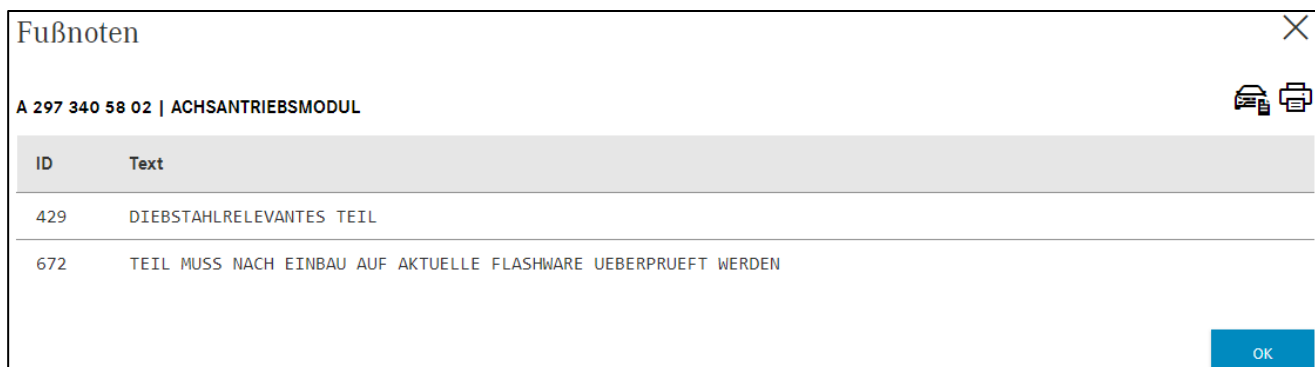 Fußnoten
A 297 340 58 02 | ACHSANTRIEBSMODUL
ID Text
429 DIEBSTAHLRELEVANTES TEIL
672 TEIL MUSS NACH EINBAU AUF AKTUELLE FLASHWARE UEBERPRUEFT WERDEN
OK